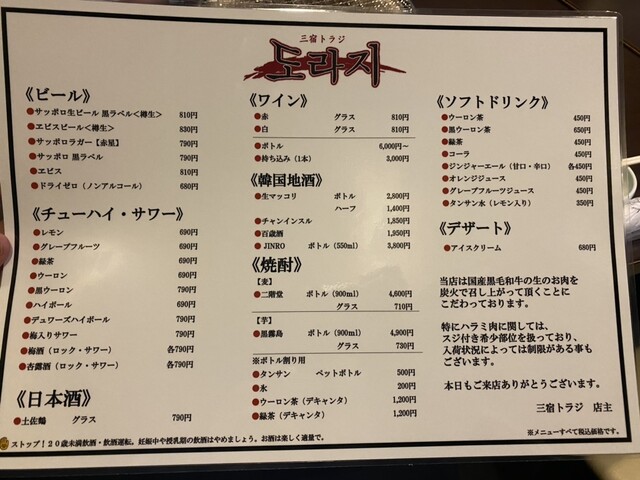 三宿トラジ
도라지
《ビール》
●サッポロ生ビール 黒ラベル<樽生> 810円
●ヱビスビール<樽生> 830円
●サッポロラガー【赤星】 790円
●サッポロ 黒ラベル 790円
●ヱビス 810円
●ドライゼロ（ノンアルコール） 680円
《チューハイ・サワー》
●レモン 690円
●グレープフルーツ 690円
●緑茶 690円
●ウーロン 690円
●黒ウーロン 790円
●ハイボール 690円
●デュワーズハイボール 790円
●梅入りサワー 790円
●梅酒（ロック・サワー） 各790円
●杏露酒（ロック・サワー） 各790円
《日本酒》
●土佐鶴 グラス 790円
《ワイン》
●赤 グラス 810円
●白 グラス 810円
●ボトル 6,000円～
●持ち込み（1本） 3,000円
《韓国地酒》
●生マッコリ ボトル 2,800円
ハーフ 1,400円
●チャンインスル 1,850円
●百歳酒 1,950円
●JINRO ボトル（550ml） 3,800円
《焼酎》
【麦】
●二階堂 ボトル（900ml） 4,600円
グラス 710円
【芋】
●黒霧島 ボトル（900ml） 4,900円
グラス 730円
※ボトル割り用
●タンサン ペットボトル 500円
●氷 200円
●ウーロン茶（デキャンタ） 1,200円
●緑茶（デキャンタ） 1,200円
《ソフトドリンク》
●ウーロン茶 450円
●黒ウーロン茶 650円
●緑茶 450円
●コーラ 450円
●ジンジャーエール（甘口・辛口） 各450円
●オレンジジュース 450円
●グレープフルーツジュース 450円
●タンサン水（レモン入り） 350円
《デザート》
●アイスクリーム 680円
当店は国産黒毛和牛の生のお肉を
炭火で召し上がって頂くことに
こだわっております。
特にハラミ肉に関しては、
スジ付き希少部位を扱っており、
入荷状況によっては制限がある事も
ございます。
本日もご来店ありがとうございます。
三宿トラジ 店主
※メニューすべて税込価格です。
ストップ！20歳未満飲酒・飲酒運転。妊娠中や授乳期の飲酒はやめましょう。お酒は楽しく適量で。